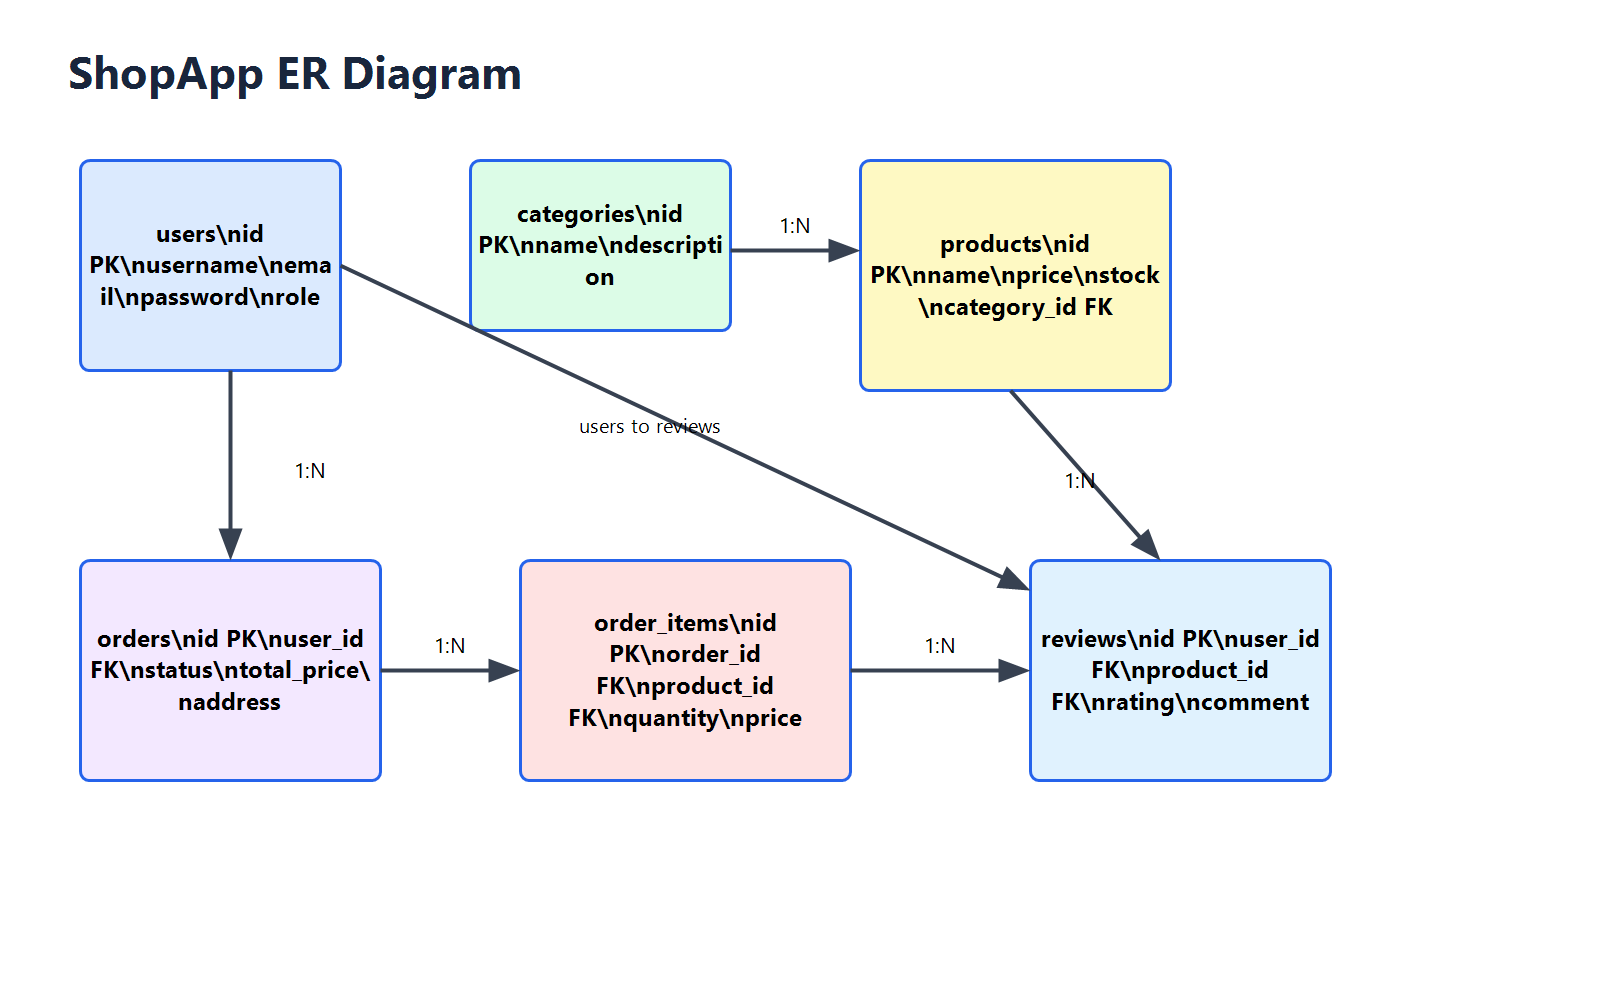 ShopApp ER Diagram
users\nid
PK\nusername\nema
il\npassword\nrole
categories\nid
PK\nname\ndescripti
on
1:N
products\nid
PK\nname\nprice\nstock
\ncategory_id FK
users to reviews
1:N
1:N
orders\nid PK\nuser_id
FK\nstatus\ntotal_price\
naddress
1:N
order_items\nid
PK\norder_id
FK\nproduct_id
FK\nquantity\nprice
1:N
reviews\nid PK\nuser_id
FK\nproduct_id
FK\nrating\ncomment